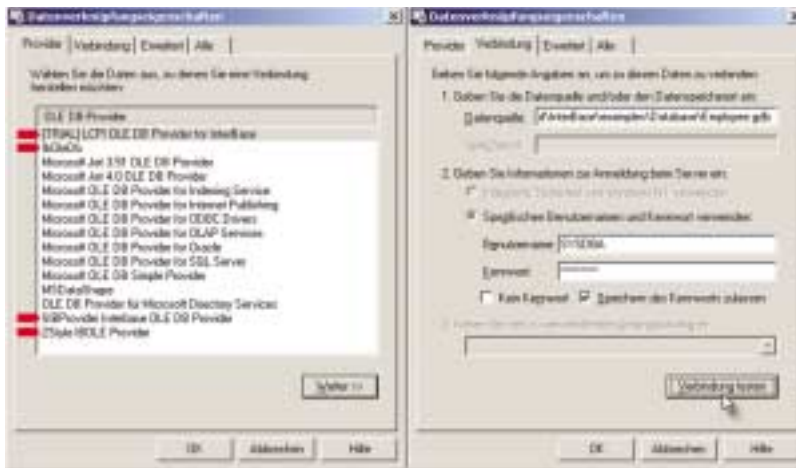 Datenverknüpfungseigenschaften
Provider Verbindung Erweitert Alle
Wählen Sie die Daten aus, zu denen Sie eine Verbindung
herstellen möchten:
OLE DB-Provider
[TRIAL] LCPI OLE DB Provider for InterBase
Microsoft Jet 3.51 OLE DB Provider
Microsoft Jet 4.0 OLE DB Provider
Microsoft OLE DB Provider for Indexing Service
Microsoft OLE DB Provider for Internet Publishing
Microsoft OLE DB Provider for ODBC Drivers
Microsoft OLE DB Provider for OLAP Services
Microsoft OLE DB Provider for Oracle
Microsoft OLE DB Provider for SQL Server
Microsoft OLE DB Simple Provider
MSDataShape
OLE DB Provider für Microsoft Directory Services
SIBProvider Interbase OLE DB Provider
ZStyle IBOLE Provider
Weiter >>
OK Abbrechen Hilfe
Datenverknüpfungseigenschaften
Provider Verbindung Erweitert Alle
Geben Sie folgende Angaben an, um zu diesen Daten zu verbinden:
1. Geben Sie die Datenquelle und/oder den Datenspeicherort ein:
Datenquelle: d:\InterBase\examples\Database\Employee.gdb
2. Geben Sie Informationen zur Anmeldung beim Server ein:
Spezifischen Benutzernamen und Kennwort verwenden:
Benutzername: SYSDBA
Kennwort:
Kein Kennwort Speichern des Kennworts zulassen
Verbindung testen
OK Abbrechen Hilfe